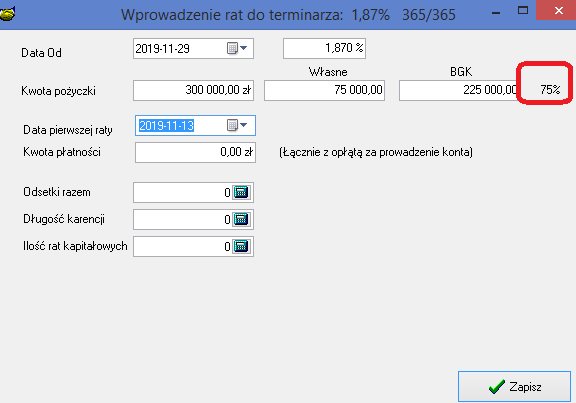 Wprowadzenie rat do terminarza: 1,87% 365/365
Data Od 2019-11-29 1,870 %
Własne BGK
Kwota pożyczki 300 000,00 zł 75 000,00 225 000,00 75%
Data pierwszej raty 2019-11-13
Kwota płatności 0,00 zł (Łącznie z opłątą za prowadzenie konta)
Odsetki razem 0
Długość karencji 0
Ilość rat kapitałowych 0
Zapisz